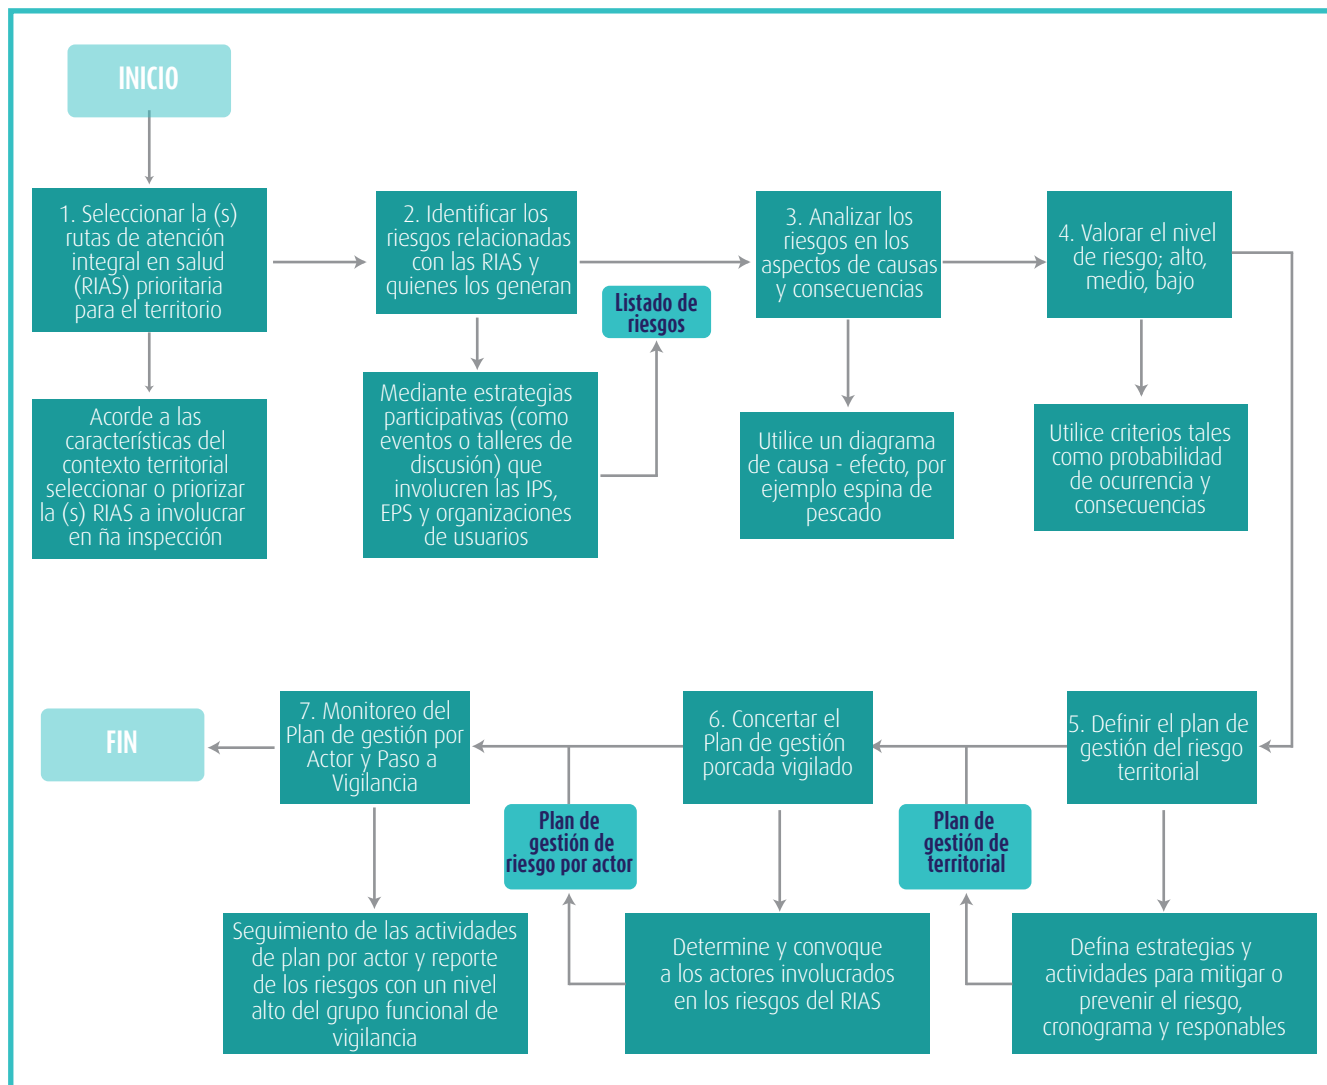 INICIO
1. Seleccionar la (s)
rutas de atención
integral en salud
(RIAS) prioritaria
para el territorio
2. Identificar los
riesgos relacionadas
con las RIAS y
quienes los generan
3. Analizar los
riesgos en los
aspectos de causas
y consecuencias
4. Valorar el nivel
de riesgo; alto,
medio, bajo
Listado de
riesgos
Acorde a las
características del
contexto territorial
seleccionar o priorizar
la (s) RIAS a involucrar
en ña inspección
Mediante estrategias
participativas (como
eventos o talleres de
discusión) que
involucren las IPS,
EPS y organizaciones
de usuarios
Utilice un diagrama
de causa - efecto, por
ejemplo espina de
pescado
Utilice criterios tales
como probabilidad
de ocurrencia y
consecuencias
FIN
7. Monitoreo del
Plan de gestión por
Actor y Paso a
Vigilancia
6. Concertar el
Plan de gestión
porcada vigilado
5. Definir el plan de
gestión del riesgo
territorial
Plan de
gestión de
riesgo por actor
Plan de
gestión de
territorial
Seguimiento de las actividades
de plan por actor y reporte
de los riesgos con un nivel
alto del grupo funcional de
vigilancia
Determine y convoque
a los actores involucrados
en los riesgos del RIAS
Defina estrategias y
actividades para mitigar o
prevenir el riesgo,
cronograma y responables